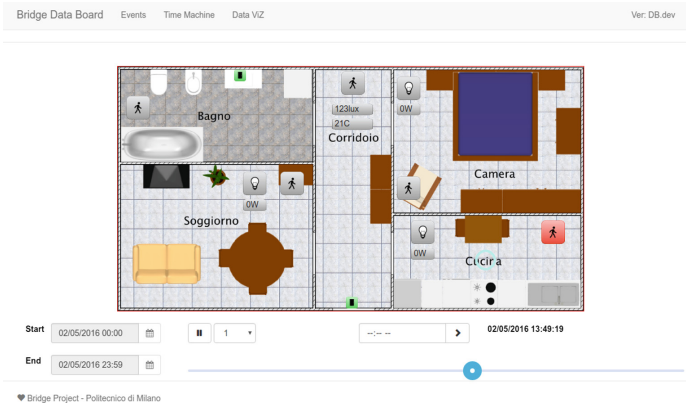 Bridge Data Board Events Time Machine Data ViZ Ver: DB.dev
Bagno
123lux
21C
Corridoio
0W
Camera
0W
Soggiorno
0W
Cucina
Start 02/05/2016 00:00 1 --:-- -- 02/05/2016 13:49:19
End 02/05/2016 23:59
Bridge Project - Politecnico di Milano